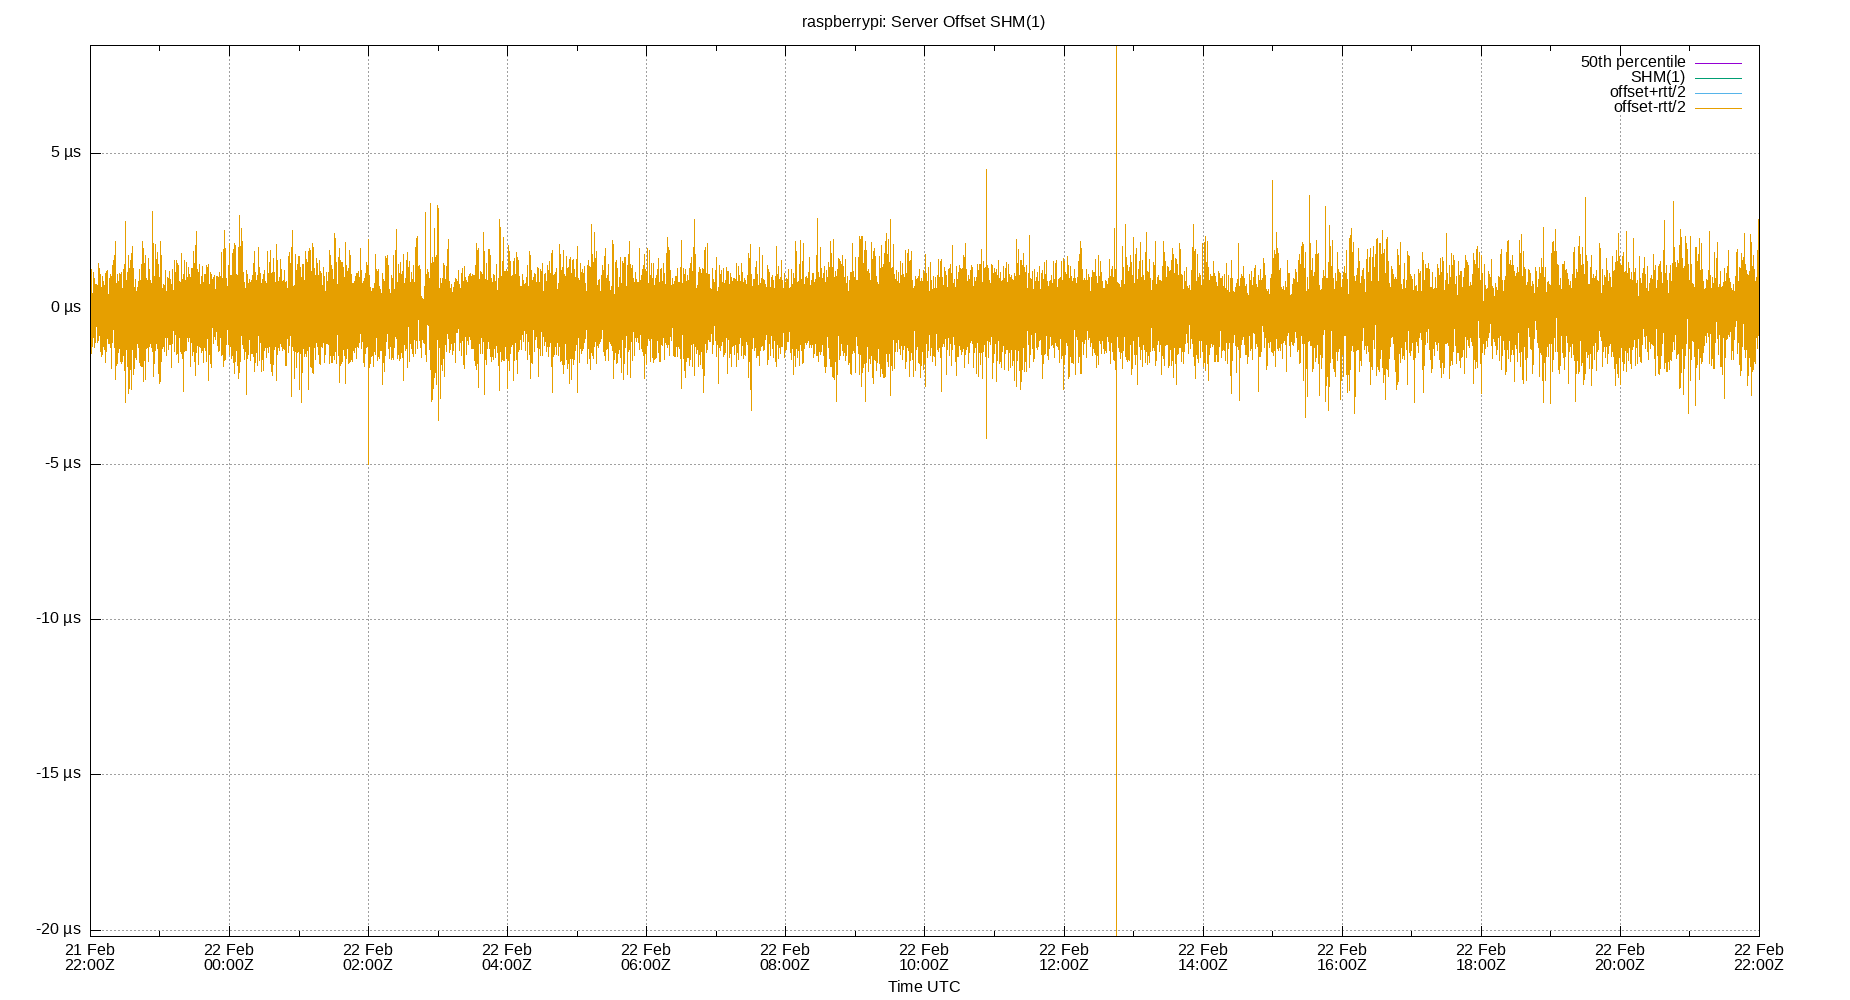 raspberrypi: Server Offset SHM(1)
50th percentile
SHM(1)
offset+rtt/2
offset-rtt/2
5 µs
0 µs
-5 µs
-10 µs
-15 µs
-20 µs
21 Feb 22 Feb 22 Feb 22 Feb 22 Feb 22 Feb 22 Feb 22 Feb 22 Feb 22 Feb 22 Feb 22 Feb 22 Feb
22:00Z 00:00Z 02:00Z 04:00Z 06:00Z 08:00Z 10:00Z 12:00Z 14:00Z 16:00Z 18:00Z 20:00Z 22:00Z
Time UTC